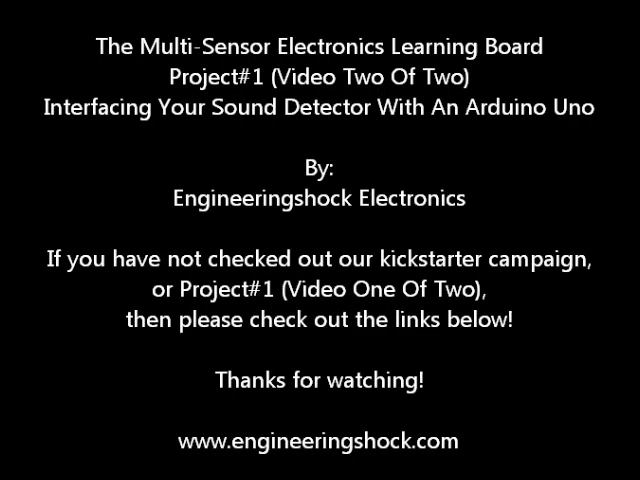 The Multi-Sensor Electronics Learning Board
Project#1 (Video Two Of Two)
Interfacing Your Sound Detector With An Arduino Uno
By:
Engineeringshock Electronics
If you have not checked out our kickstarter campaign,
or Project#1 (Video One Of Two),
then please check out the links below!
Thanks for watching!
www.engineeringshock.com